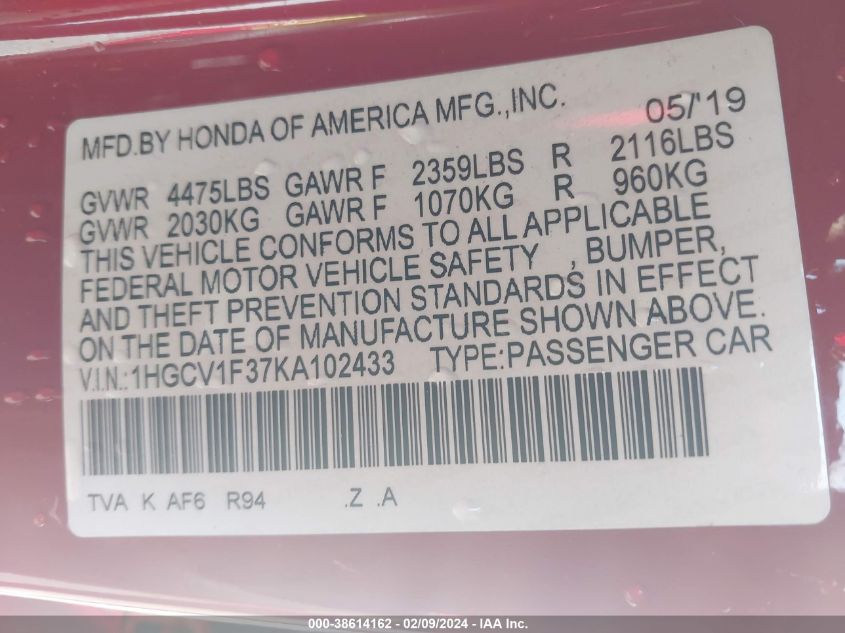 MFD.BY HONDA OF AMERICA MFG.,INC. 05/'19
GVWR 4475LBS GAWR F 2359LBS R 2116LBS
GVWR 2030KG GAWR F 1070KG R 960KG
THIS VEHICLE CONFORMS TO ALL APPLICABLE
FEDERAL MOTOR VEHICLE SAFETY , BUMPER,
AND THEFT PREVENTION STANDARDS IN EFFECT
ON THE DATE OF MANUFACTURE SHOWN ABOVE.
V.I.N.:1HGCV1F37KA102433 TYPE:PASSENGER CAR
TVA K AF6 R94 .Z .A
000-38614162 - 02/09/2024 - IAA Inc.